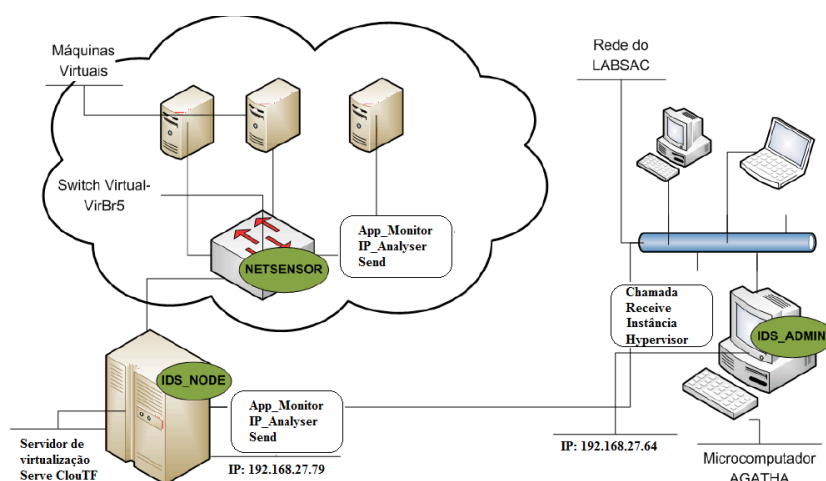 Máquinas
Virtuais
Switch Virtual-
VirBr5
NETSENSOR
App_Monitor
IP_Analyser
Send
Rede do
LABSAC
Chamada
Receive
Instância
Hypervisor
IDS_ADMIN
IDS_NODE
App_Monitor
IP_Analyser
Send
Servidor de
virtualização
Serve ClouTF
IP: 192.168.27.79
IP: 192.168.27.64
Microcomputador
AGATHA